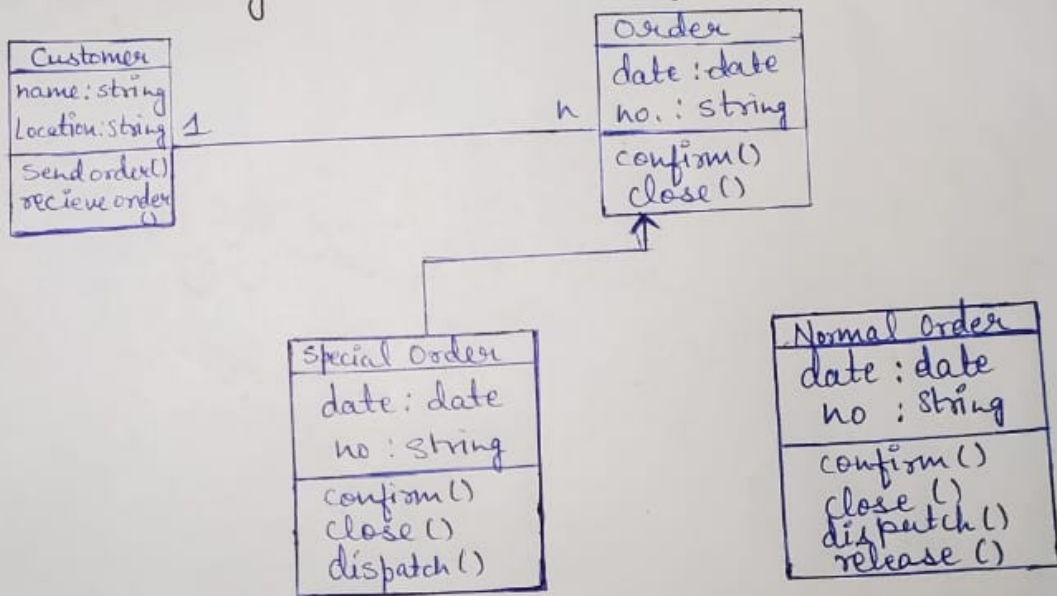 Customer
name: string
Location: string
Send order()
recieve order
()
1
n
Order
date : date
no. : string
confirm()
close ()
Special Order
date : date
no : string
confirm()
close ()
dispatch ()
Normal Order
date : date
no : string
confirm()
close ()
dispatch ()
release ()